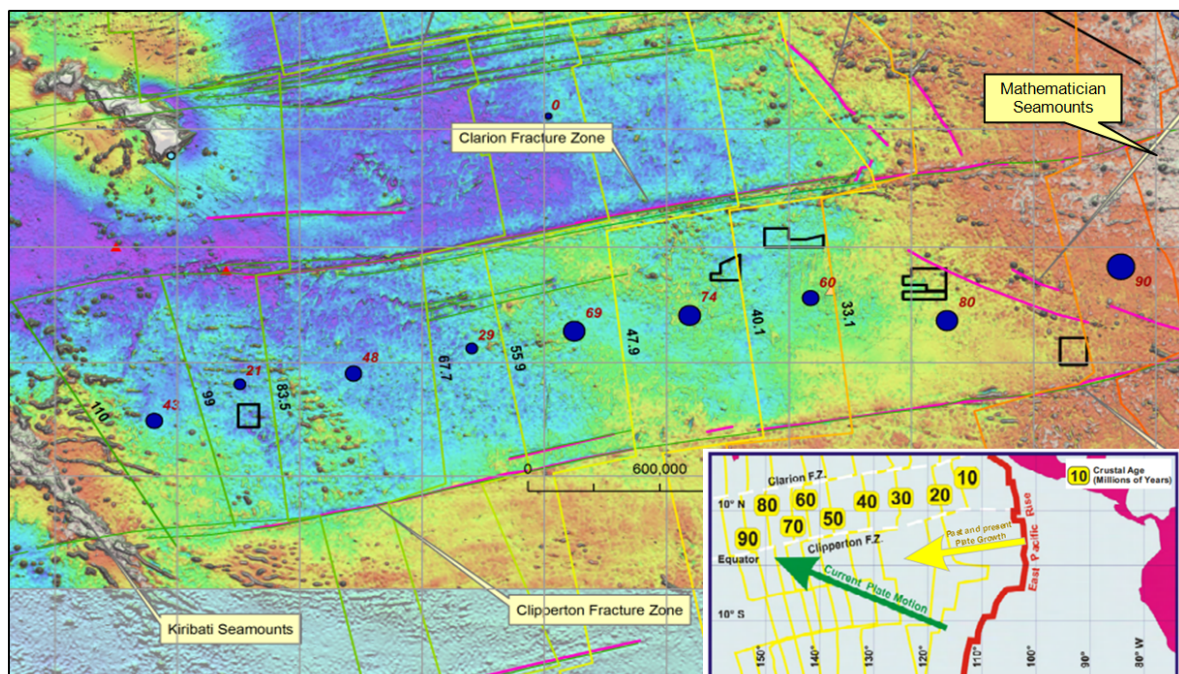 0
Mathematician
Seamounts
Clarion Fracture Zone
90
74
60
80
69
33.1
40.1
29
47.9
48
55.9
67.7
21
83.5
43
99
110
0
600,000
Clipperton Fracture Zone
Kiribati Seamounts
Clarion F.Z.
10
Crustal Age
(Millions of Years)
10° N
80
60
40
30
20
10
90
70
50
Past and present
Plate Growth
Clipperton F.Z.
Equator
East Pacific Rise
Current Plate Motion
10° S
150°
140°
130°
120°
110°
100°
90°
80° W